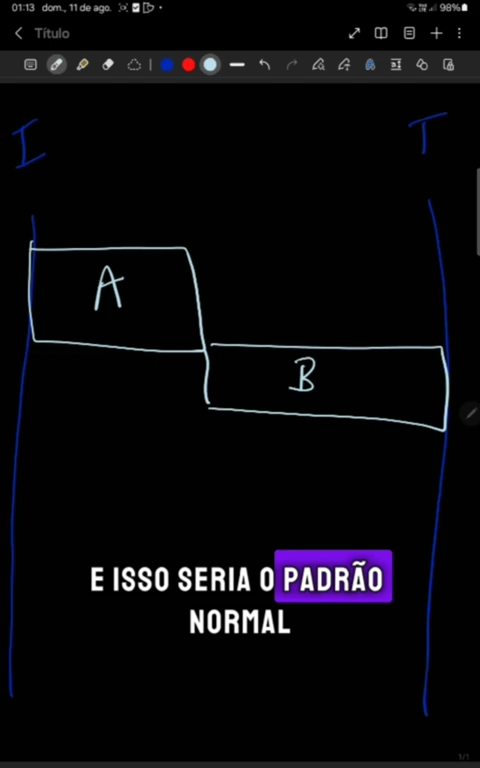 01:13 dom., 11 de ago.
98%
Título
I
T
A
B
E ISSO SERIA O PADRÃO
NORMAL
1/1